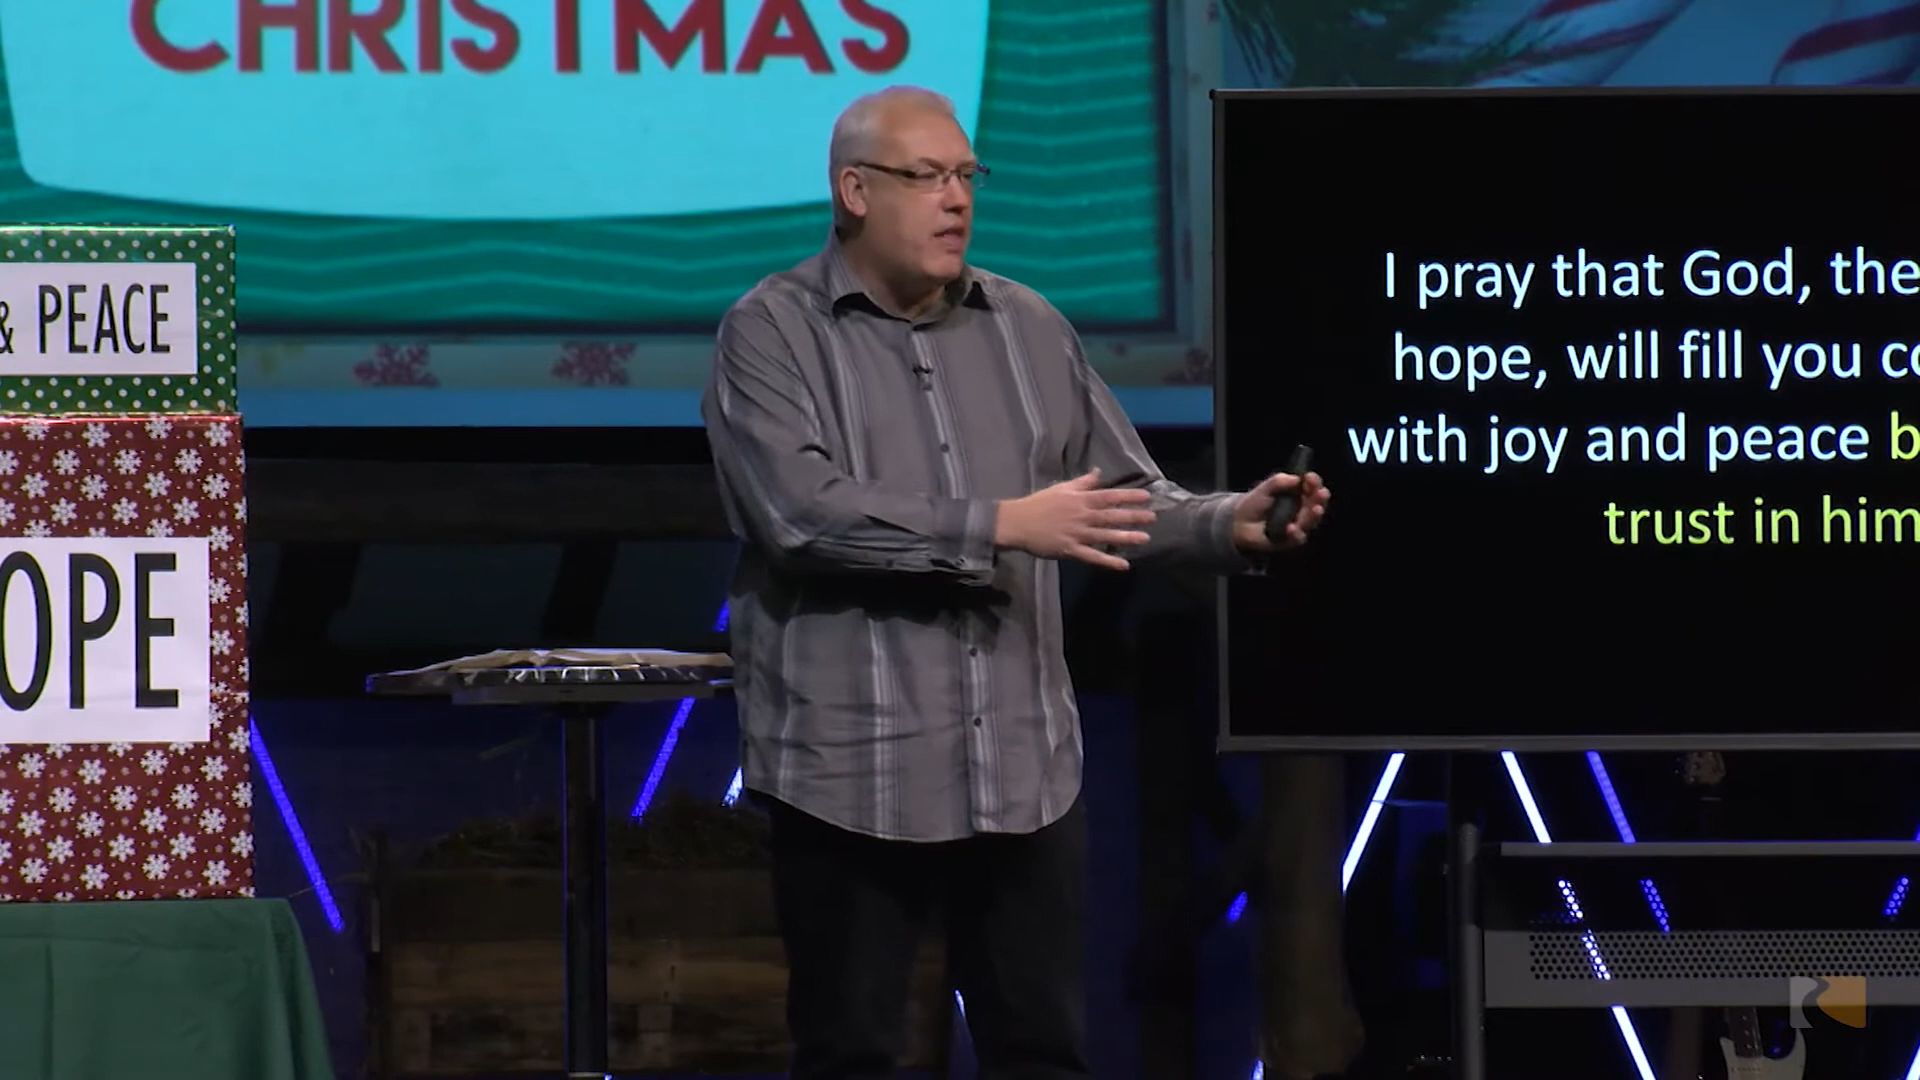 CHRISTMAS
& PEACE
OPE
I pray that God, the
hope, will fill you
with joy and peace
trust in him